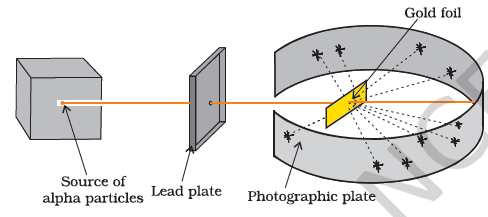 Gold foil
Source of
alpha particles
Lead plate
Photographic plate